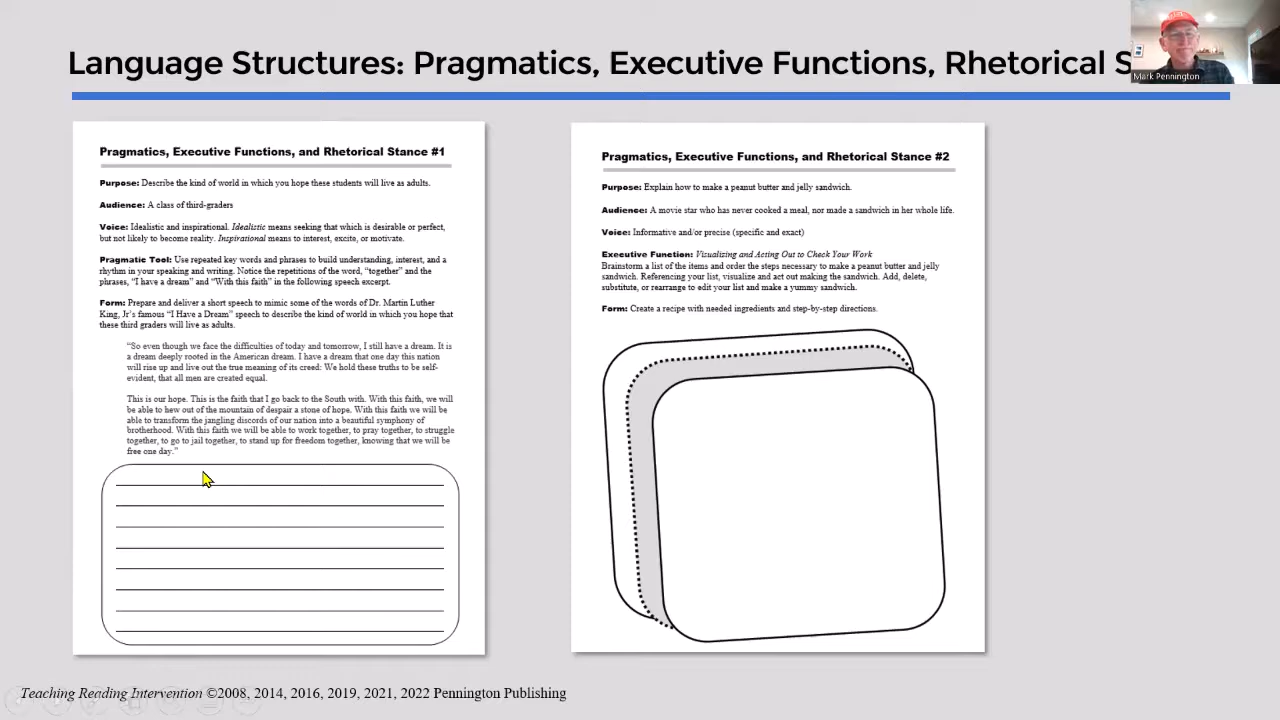 Language Structures: Pragmatics, Executive Functions, Rhetorical S
Mark Pennington
Pragmatics, Executive Functions, and Rhetorical Stance #1
Purpose: Describe the kind of world in which you hope these students will live as adults.
Audience: A class of third-graders
Voice: Idealistic and inspirational. Idealistic means seeking that which is desirable or perfect,
but not likely to become reality. Inspirational means to interest, excite, or motivate.
Pragmatic Tool: Use repeated key words and phrases to build understanding, interest, and a
rhythm in your speaking and writing. Notice the repetitions of the word, “together” and the
phrases, “I have a dream” and “With this faith” in the following speech excerpt.
Form: Prepare and deliver a short speech to mimic some of the words of Dr. Martin Luther
King, Jr’s famous “I Have a Dream” speech to describe the kind of world in which you hope that
these third graders will live as adults.
“So even though we face the difficulties of today and tomorrow, I still have a dream. It is
a dream deeply rooted in the American dream. I have a dream that one day this nation
will rise up and live out the true meaning of its creed: We hold these truths to be self-
evident, that all men are created equal.
This is our hope. This is the faith that I go back to the South with. With this faith, we will
be able to hew out of the mountain of despair a stone of hope. With this faith we will be
able to transform the jangling discords of our nation into a beautiful symphony of
brotherhood. With this faith we will be able to work together, to pray together, to struggle
together, to go to jail together, to stand up for freedom together, knowing that we will be
free one day.”
Pragmatics, Executive Functions, and Rhetorical Stance #2
Purpose: Explain how to make a peanut butter and jelly sandwich.
Audience: A movie star who has never cooked a meal, nor made a sandwich in her whole life.
Voice: Informative and/or precise (specific and exact)
Executive Function: Visualizing and Acting Out to Check Your Work
Brainstorm a list of the items and order the steps necessary to make a peanut butter and jelly
sandwich. Referencing your list, visualize and act out making the sandwich. Add, delete,
substitute, or rearrange to edit your list and make a yummy sandwich.
Form: Create a recipe with needed ingredients and step-by-step directions.
Teaching Reading Intervention ©2008, 2014, 2016, 2019, 2021, 2022 Pennington Publishing